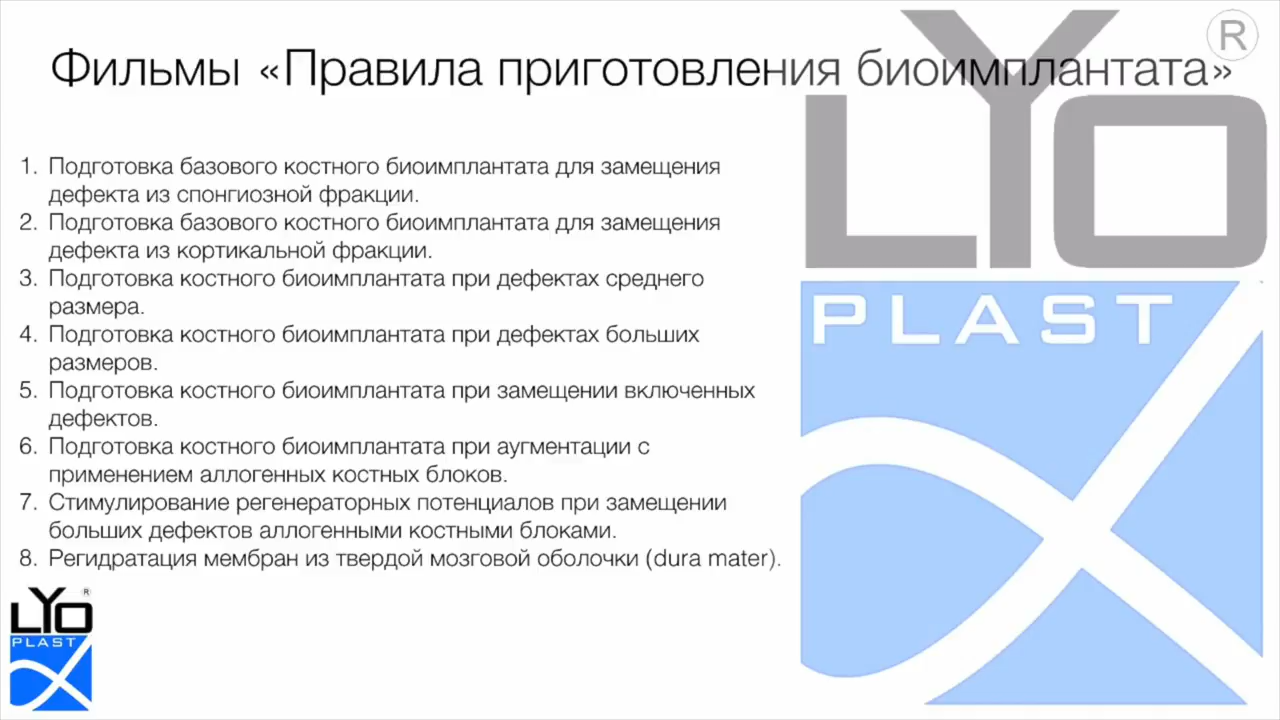 Фильмы «Правила приготовления биоимплантата»
1. Подготовка базового костного биоимплантата для замещения
дефекта из спонгиозной фракции.
2. Подготовка базового костного биоимплантата для замещения
дефекта из кортикальной фракции.
3. Подготовка костного биоимплантата при дефектах среднего
размера.
4. Подготовка костного биоимплантата при дефектах больших
размеров.
5. Подготовка костного биоимплантата при замещении включенных
дефектов.
6. Подготовка костного биоимплантата при аугментации с
применением аллогенных костных блоков.
7. Стимулирование регенераторных потенциалов при замещении
больших дефектов аллогенными костными блоками.
8. Регидратация мембран из твердой мозговой оболочки (dura mater).
LYO ®
PLAST
LYO ®
PLAST